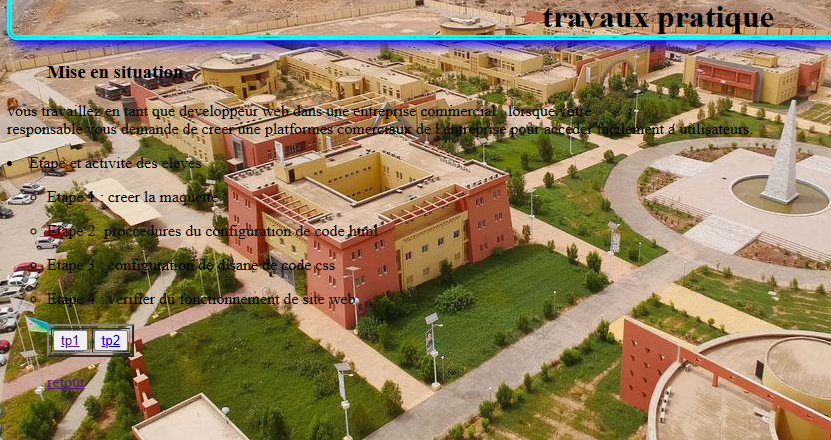 travaux pratique
Mise en situation
vous travaillez en tant que developpeur web dans une entreprise commercial , lorsque votre
responsable vous demande de creer une platformes comerciaux de l'entreprise pour acceder facilement a utilisateurs.
Etape et activite des eleves
Etape 1 : creer la maquette
Etape 2: proccedures du configuration de code html
Etape 3 : configuration de disane de code css
Etape 4 : verifier du fonctionnement de site web
tp1 tp2
retour